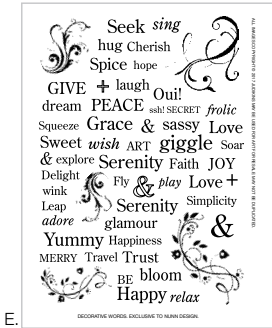 Seek sing
hug Cherish
Spice hope
GIVE + laugh Oui!
dream PEACE ssh! SECRET frolic
Squeeze Grace & sassy Love
Sweet wish ART giggle Soar
& explore Serenity Faith JOY
Delight Fly & play Love+
wink
Leap Serenity Simplicity
adore glamour &
Yummy Happiness
MERRY Travel Trust
BE bloom
Happy relax
DECORATIVE WORDS. EXCLUSIVE TO NUNN DESIGN.
E.